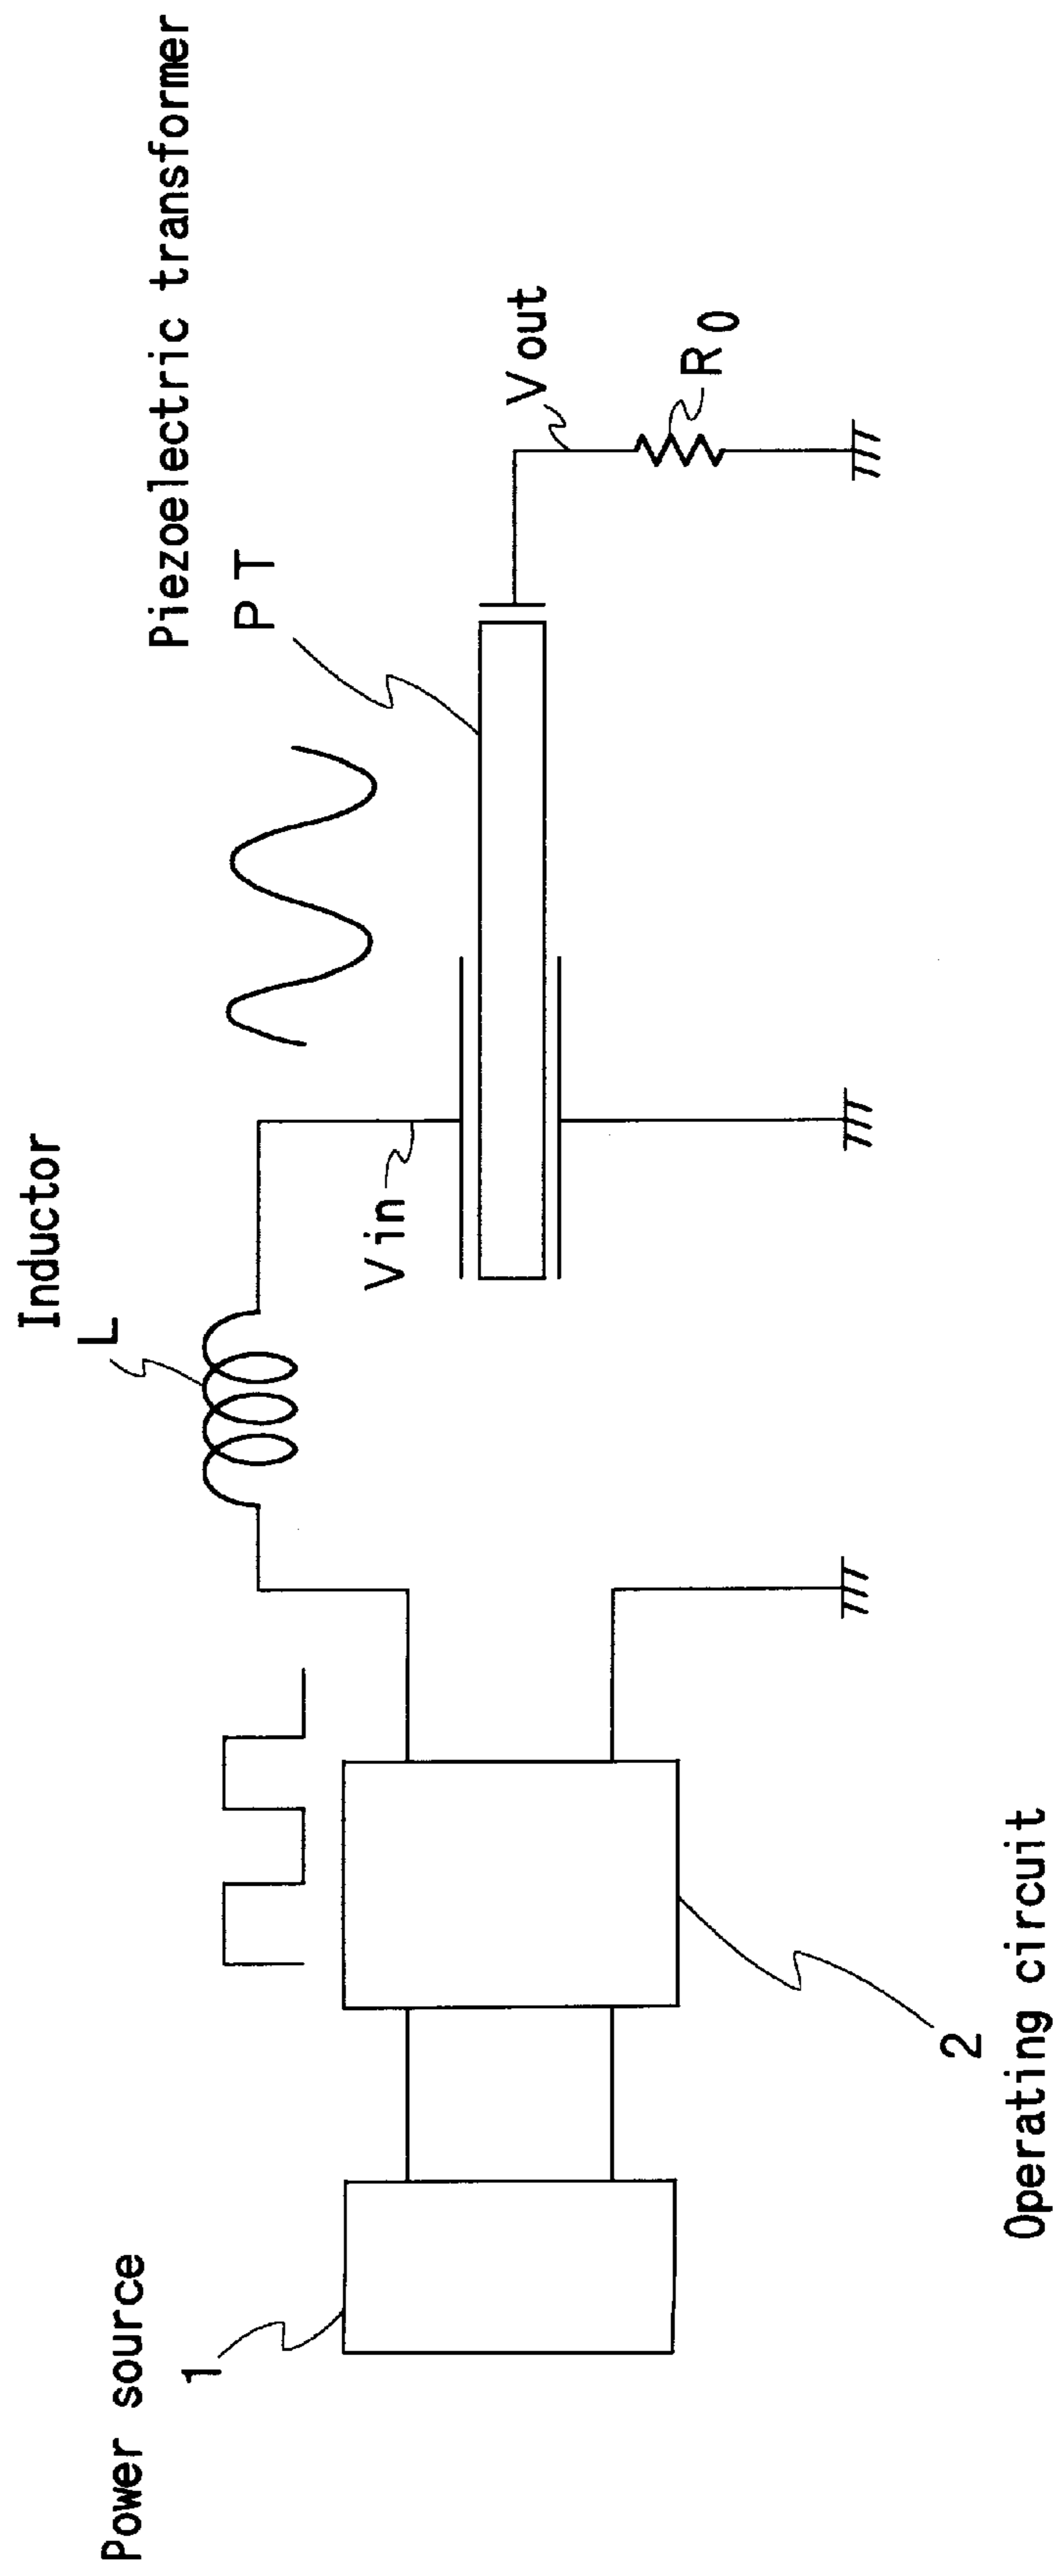 Power source
1
2
Operating circuit
Inductor
L
Vin
Piezoelectric transformer
PT
Vout
R0